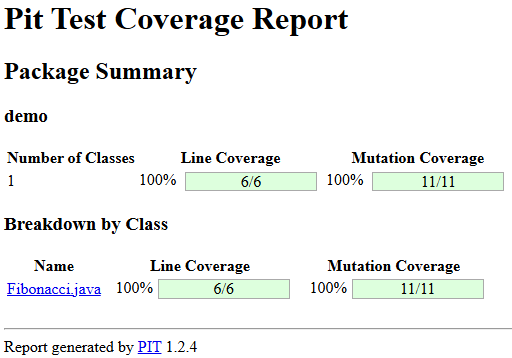 Pit Test Coverage Report
Package Summary
demo
Number of Classes Line Coverage Mutation Coverage
1 100% 6/6 100% 11/11
Breakdown by Class
Name Line Coverage Mutation Coverage
Fibonacci.java 100% 6/6 100% 11/11
Report generated by PIT 1.2.4